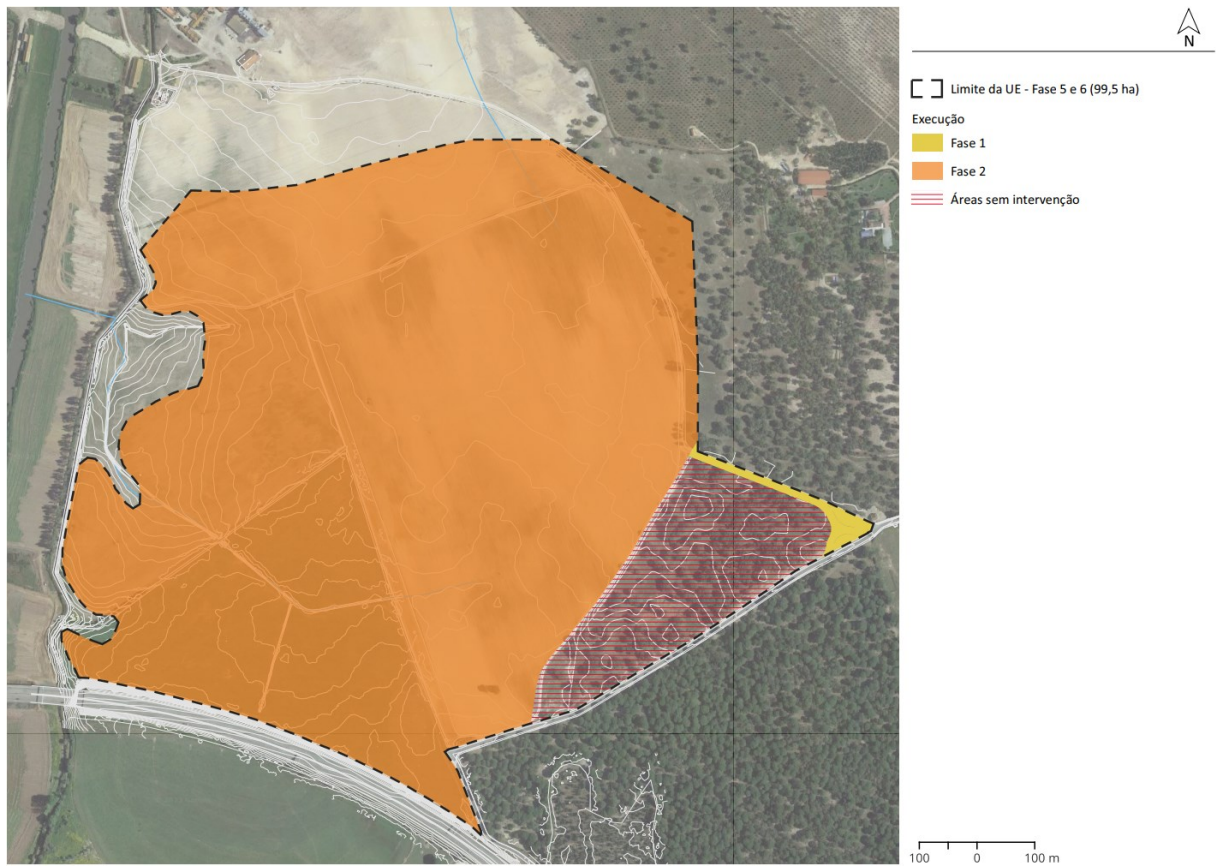 N
Limite da UE - Fase 5 e 6 (99,5 ha)
Execução
Fase 1
Fase 2
Áreas sem intervenção
100 0 100 m